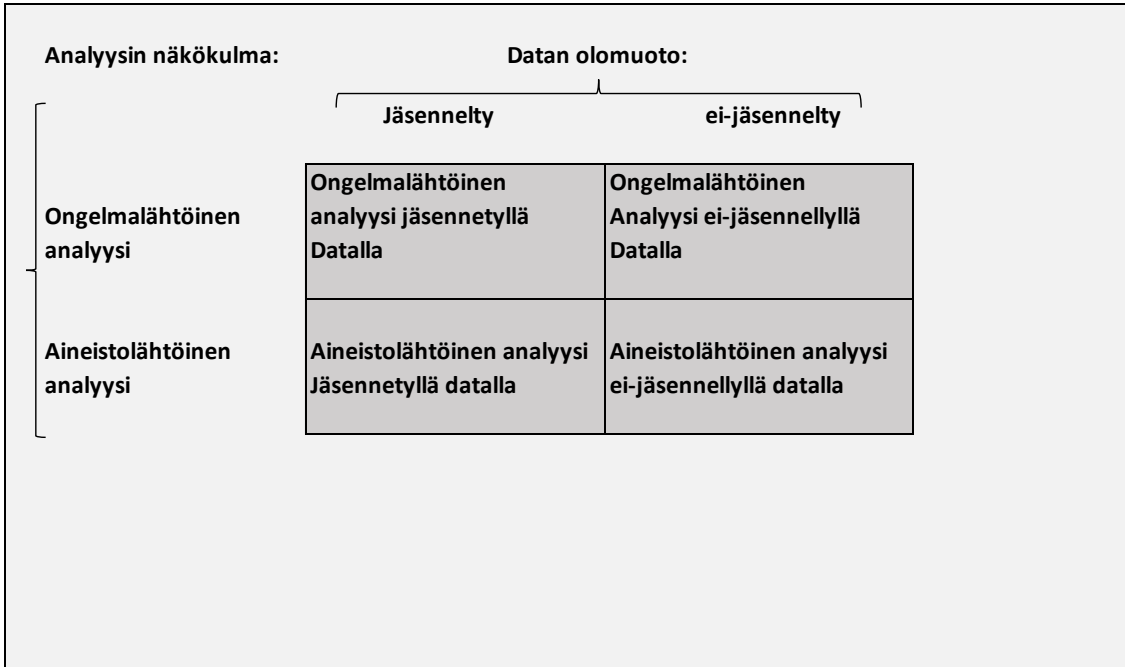 Analyysin näkökulma:
Datan olomuoto:
Jäsennelty
ei-jäsennelty
Ongelmalähtöinen
analyysi
Ongelmalähtöinen
analyysi jäsennetyllä
Datalla
Ongelmalähtöinen
Analyysi ei-jäsennellyllä
Datalla
Aineistolähtöinen
analyysi
Aineistolähtöinen analyysi
Jäsennetyllä datalla
Aineistolähtöinen analyysi
ei-jäsennellyllä datalla